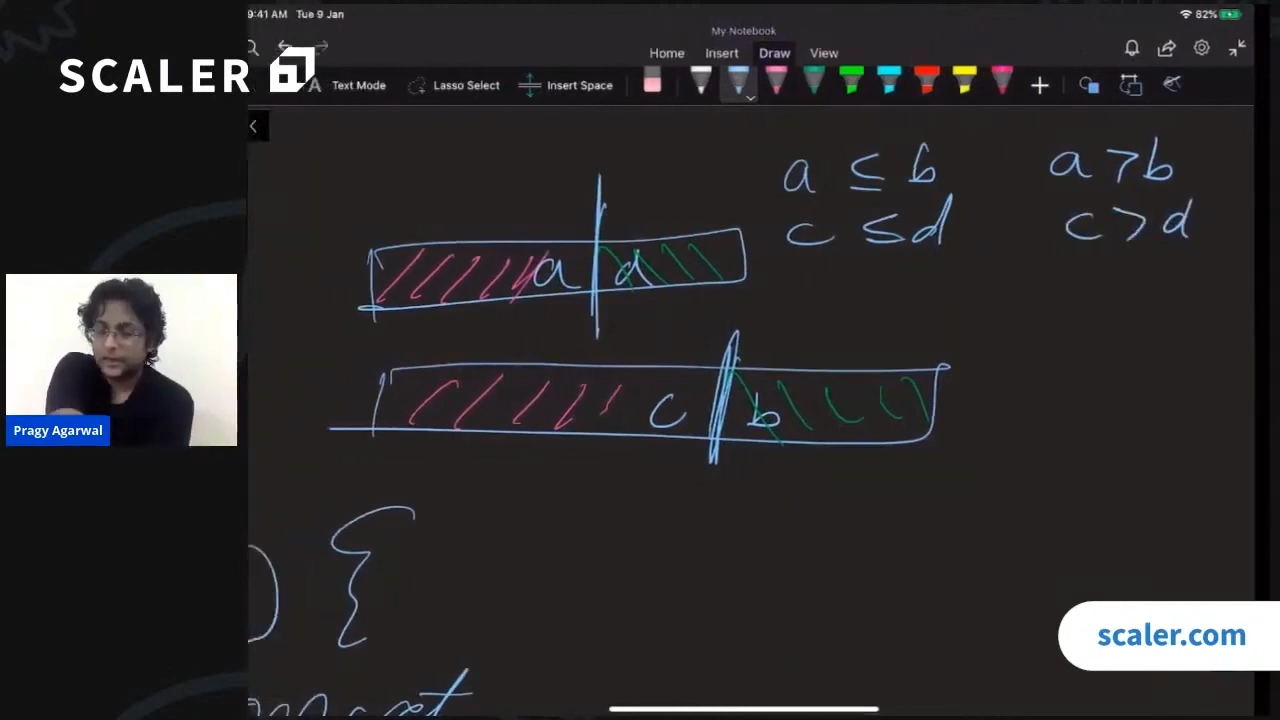 9:41 AM Tue 9 Jan
82%
My Notebook
Home Insert Draw View
SCALER
Text Mode Lasso Select Insert Space
a ≤ b a > b
c ≤ d c > d
a d
c b
Pragy Agarwal
{
scaler.com